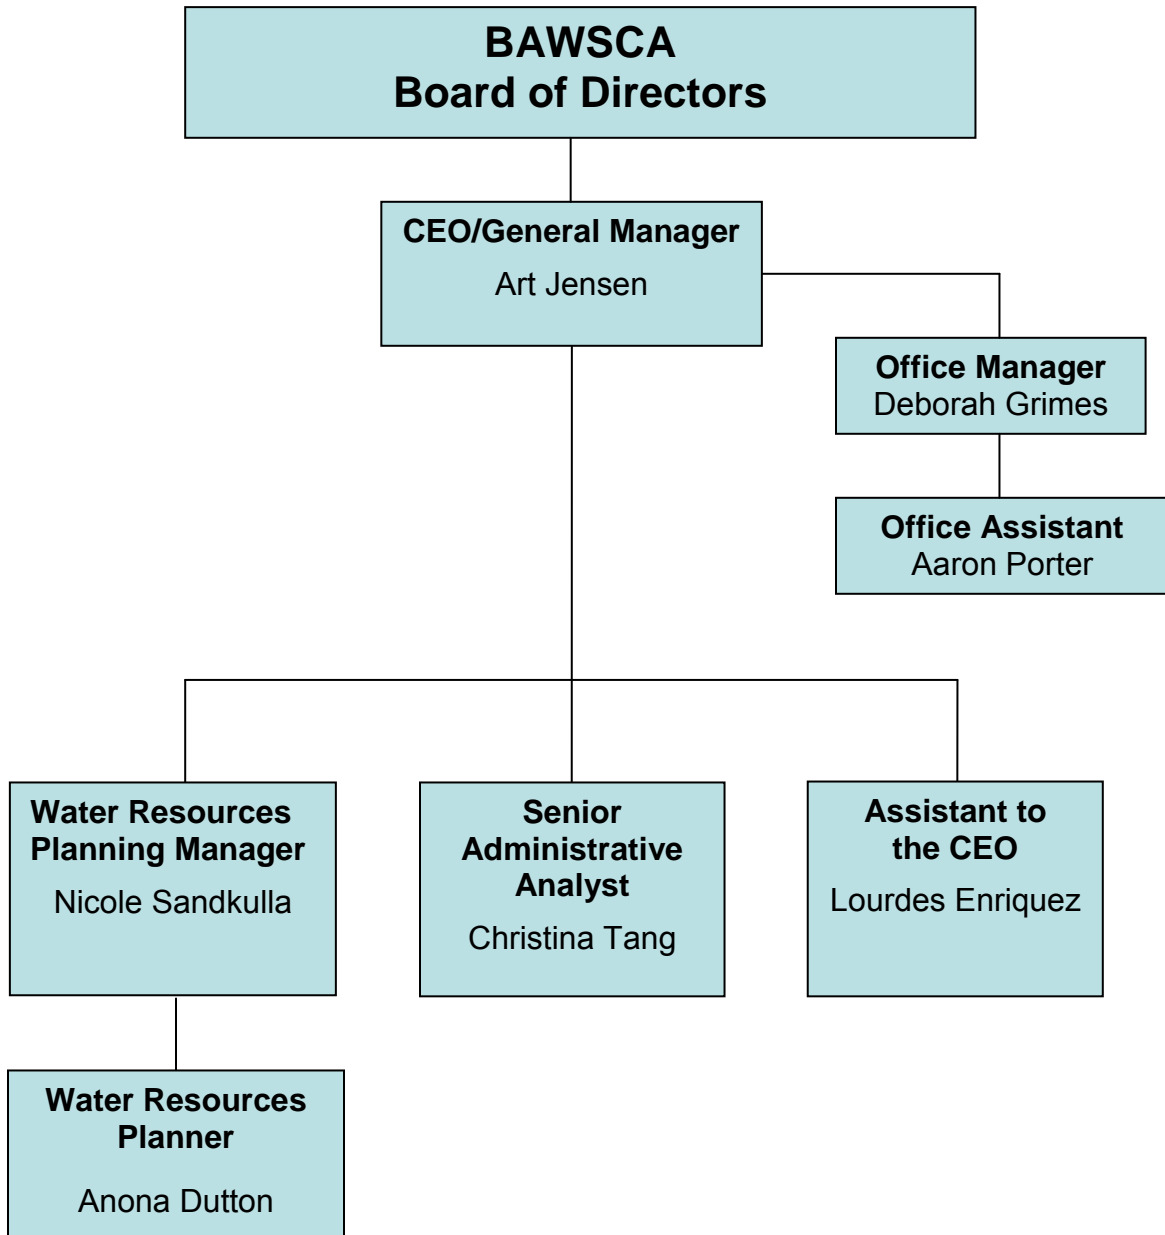 BAWSCA
Board of Directors
CEO/General Manager
Art Jensen
Office Manager
Deborah Grimes
Office Assistant
Aaron Porter
Water Resources
Planning Manager
Nicole Sandkulla
Senior
Administrative
Analyst
Christina Tang
Assistant to
the CEO
Lourdes Enriquez
Water Resources
Planner
Anona Dutton